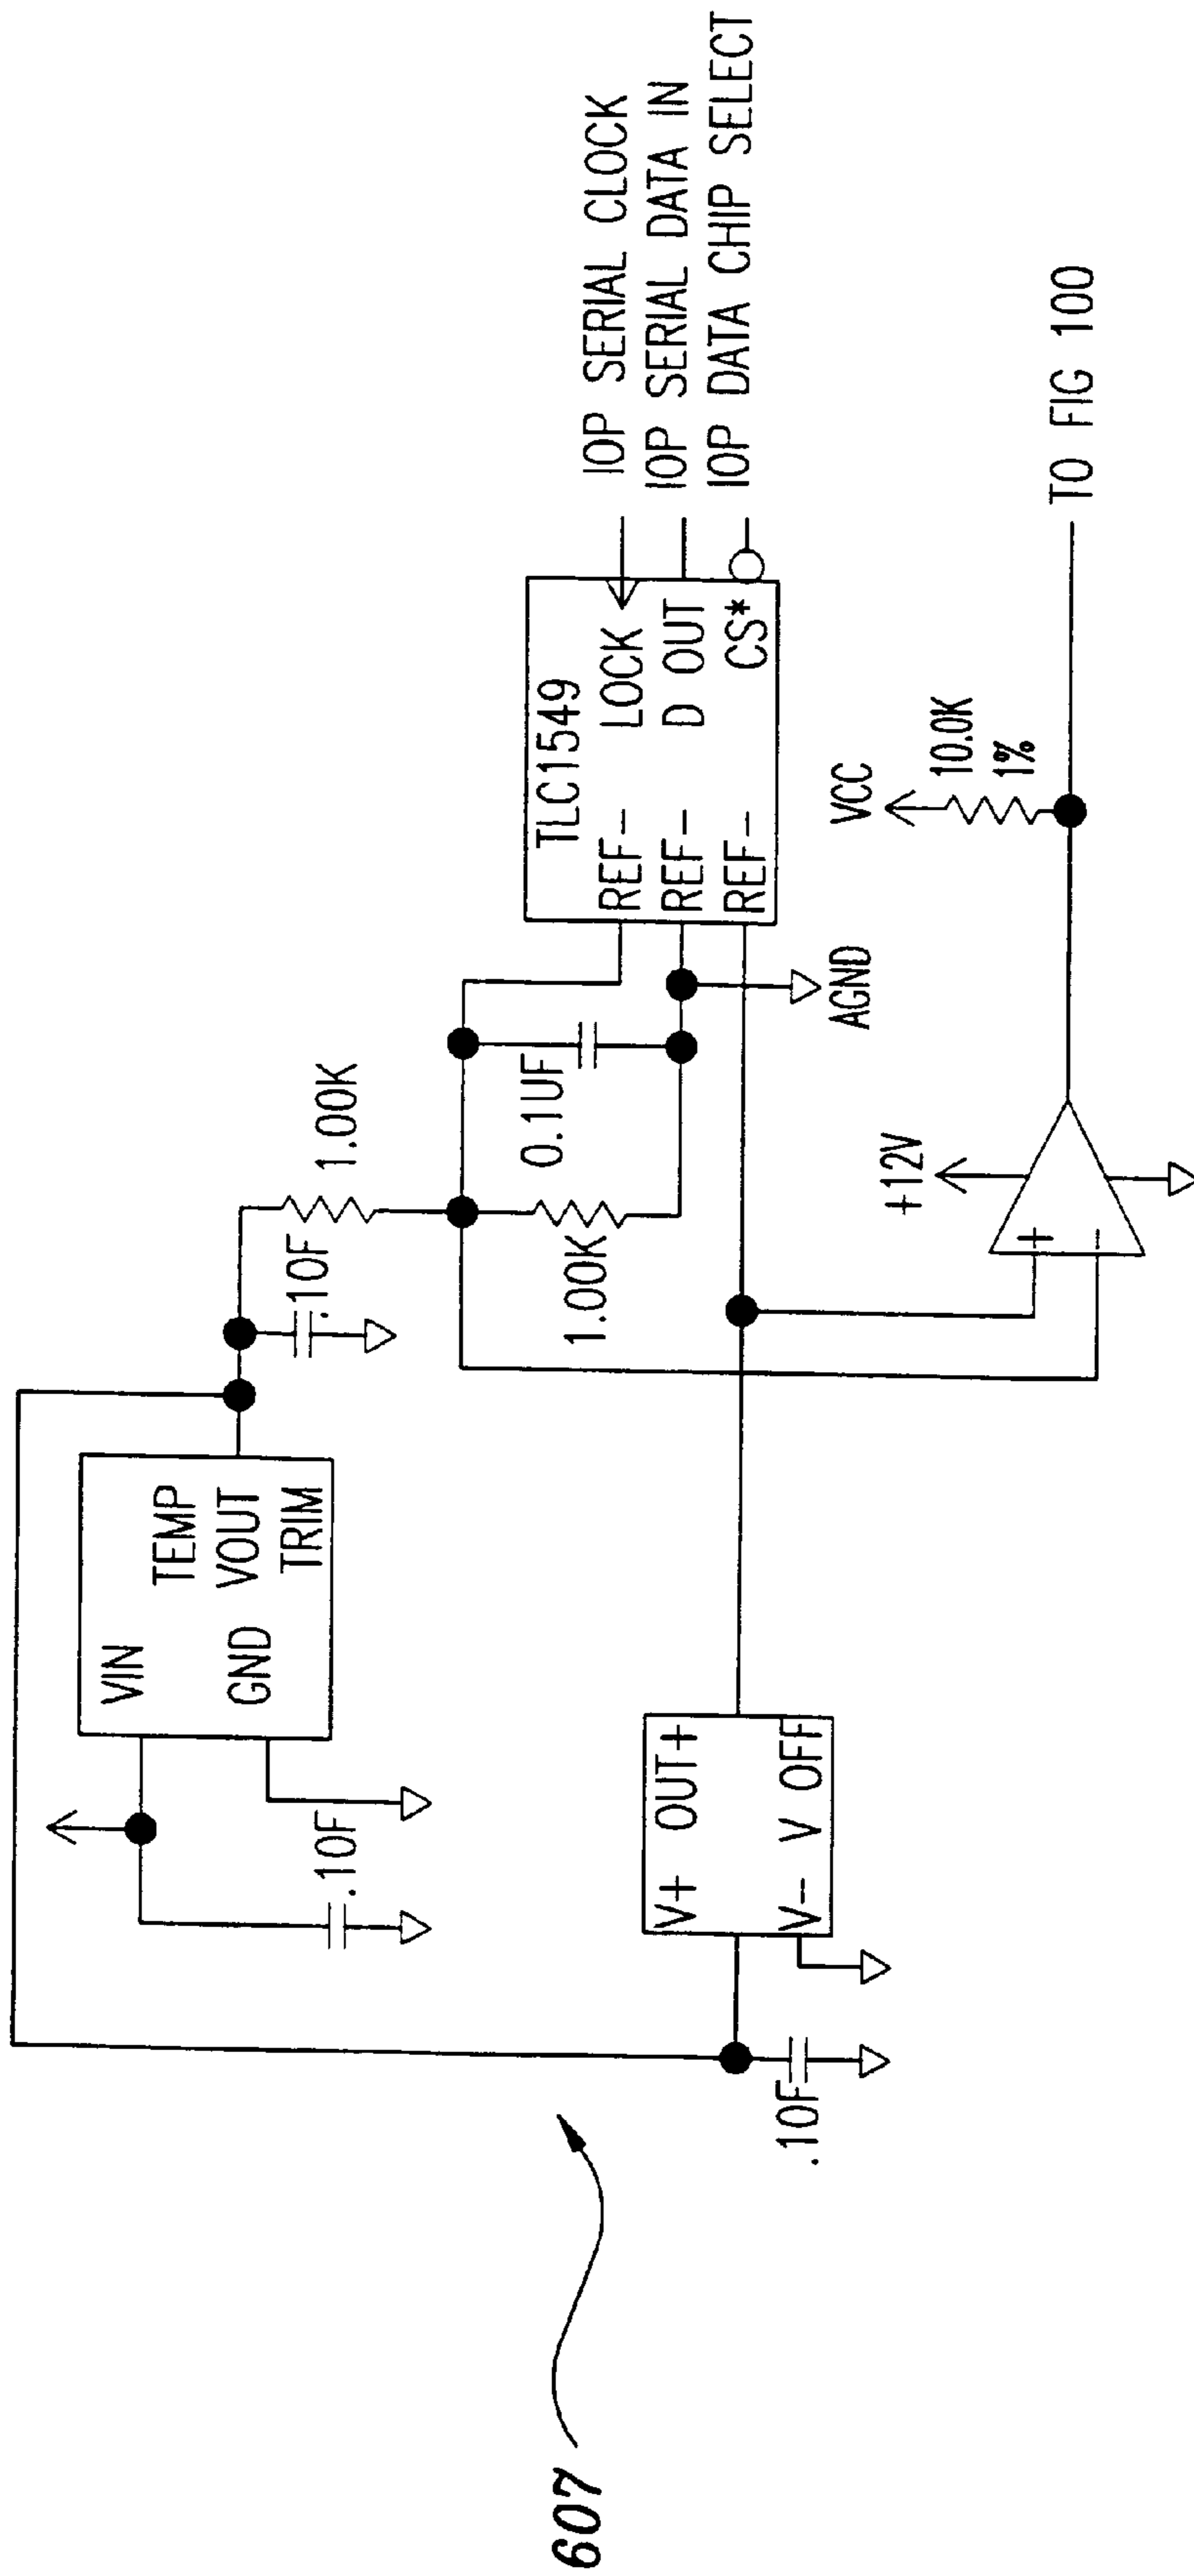 VIN
TEMP
VOUT
GND
TRIM
.10F
.10F
1.00K
0.1UF
1.00K
TLC1549
REF- LOCK
REF- D OUT
REF- CS*
IOP SERIAL CLOCK
IOP SERIAL DATA IN
IOP DATA CHIP SELECT
AGND
V+ OUT+
V- V OFF
.10F
+12V
+
-
VCC
10.0K
1%
TO FIG 100
607